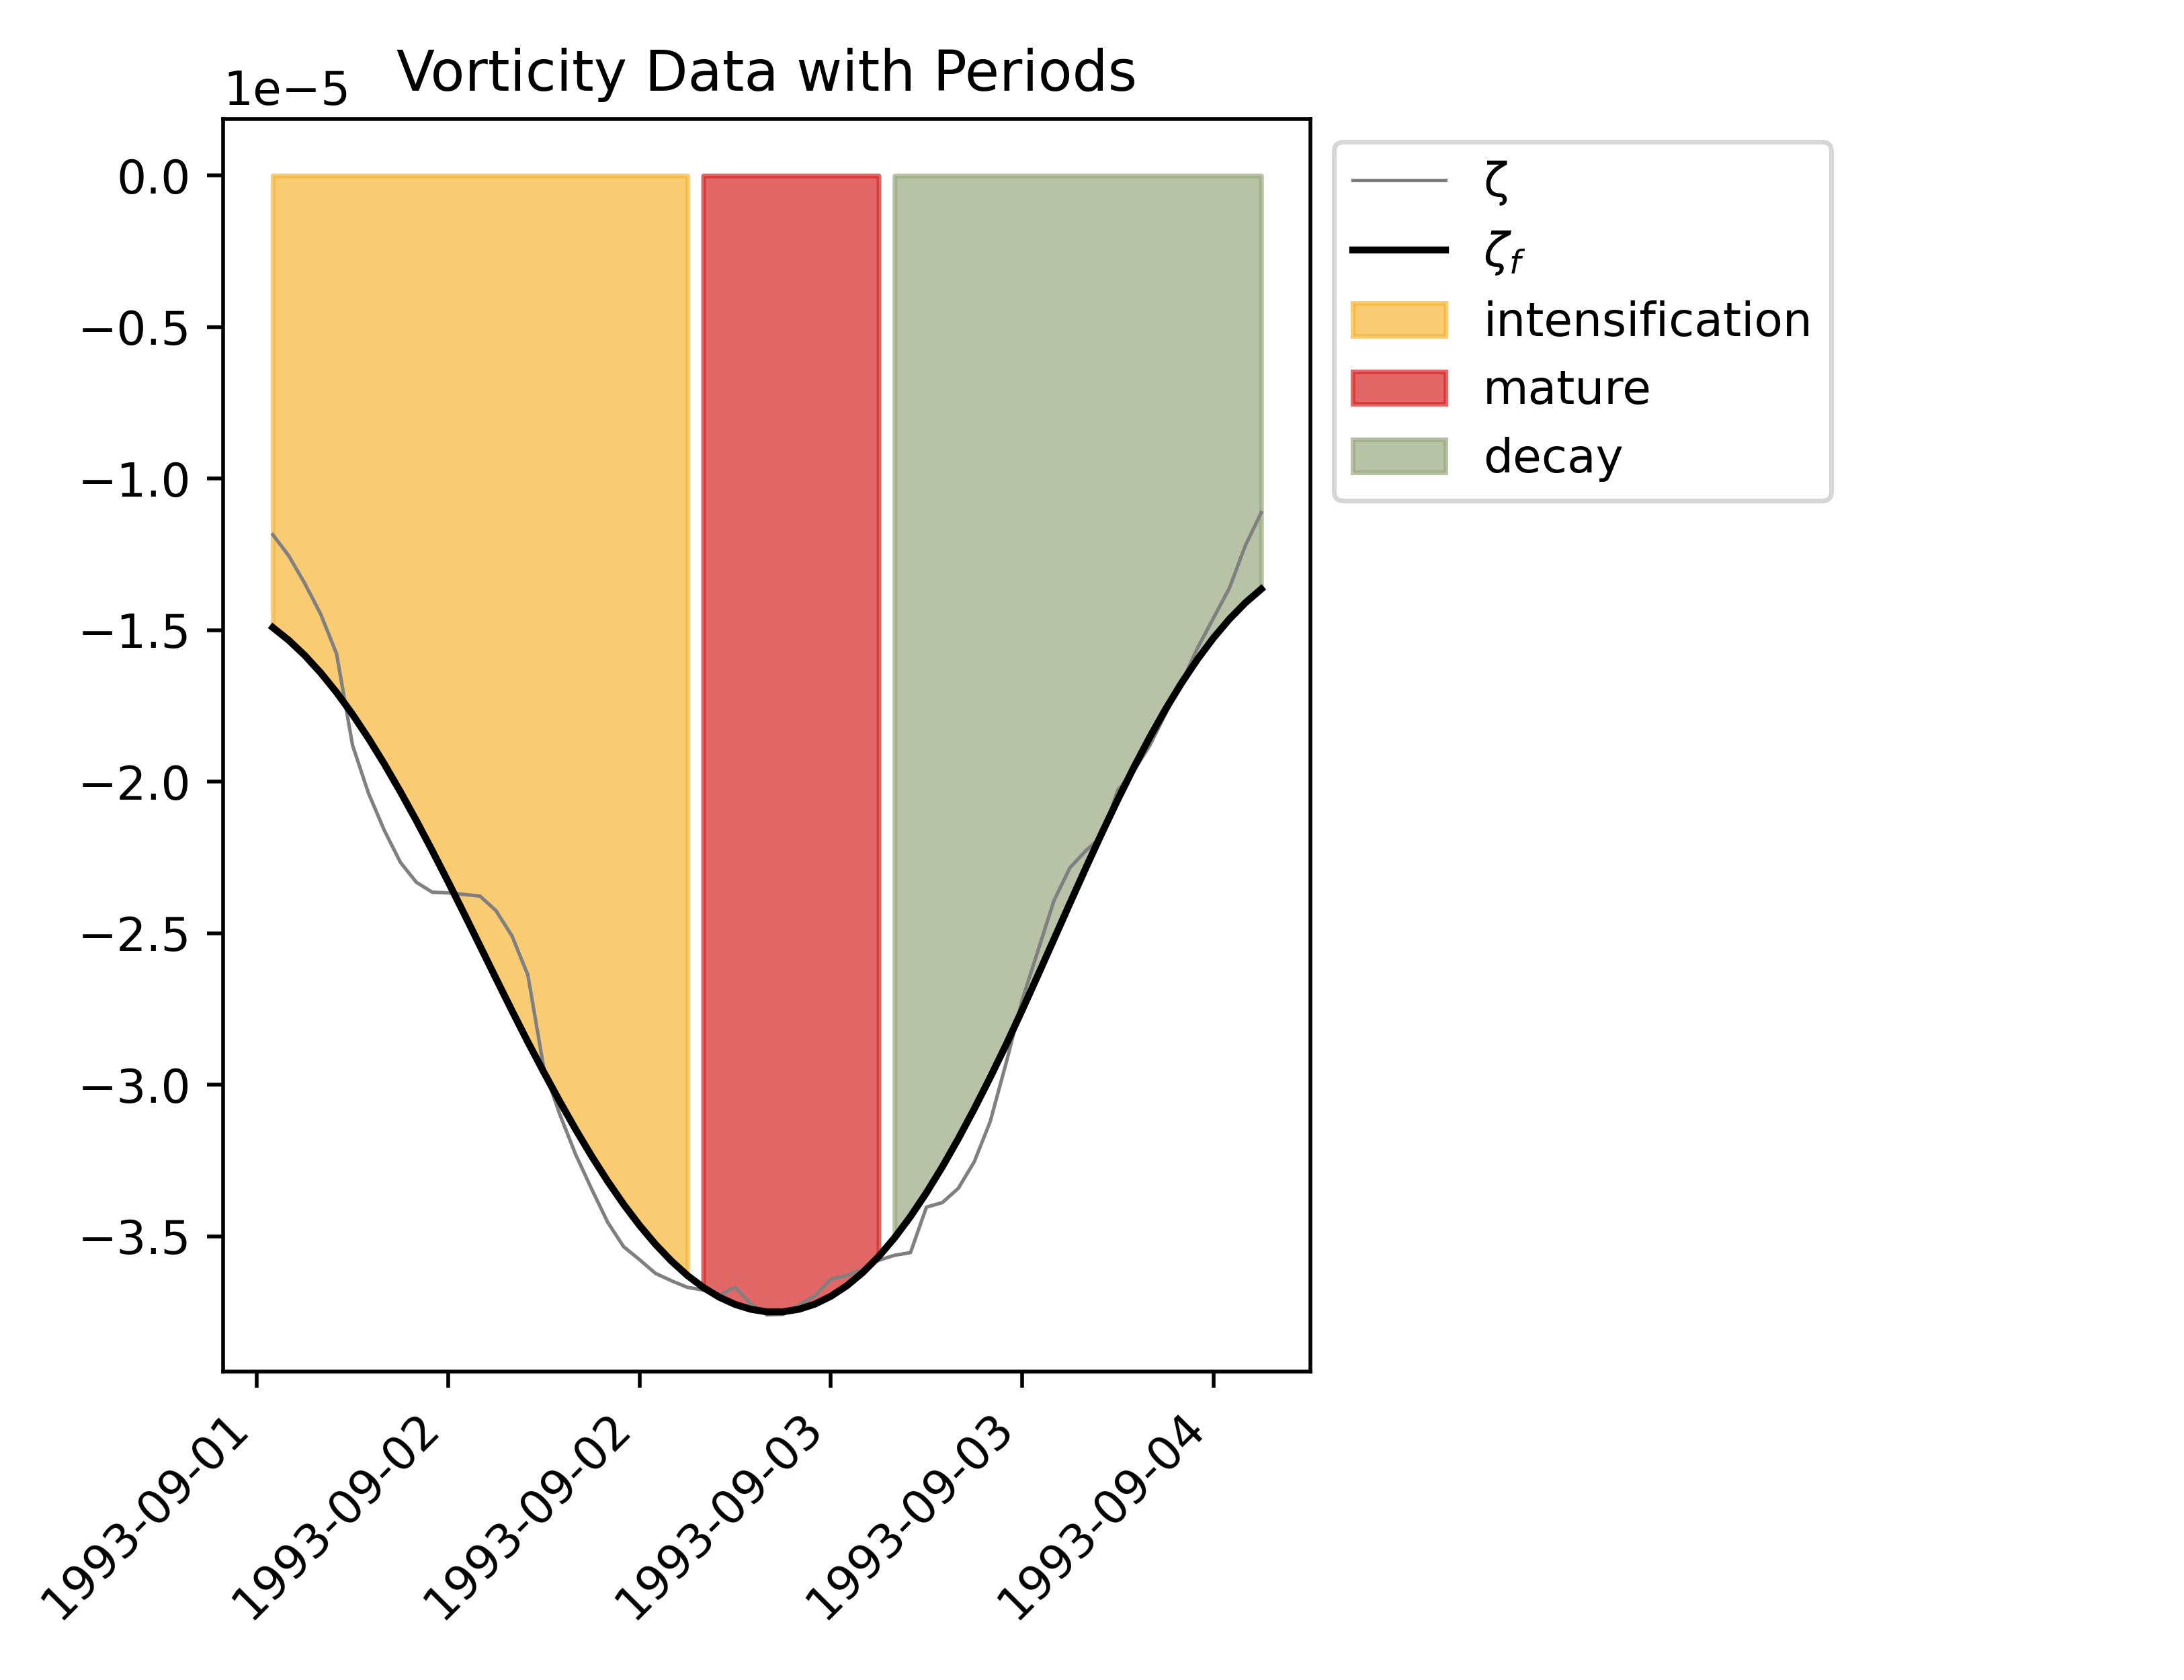 Vorticity Data with Periods
1e−5
0.0
−0.5
−1.0
−1.5
−2.0
−2.5
−3.0
−3.5
1993-09-01
1993-09-02
1993-09-02
1993-09-03
1993-09-03
1993-09-04
ζ
ζf
intensification
mature
decay